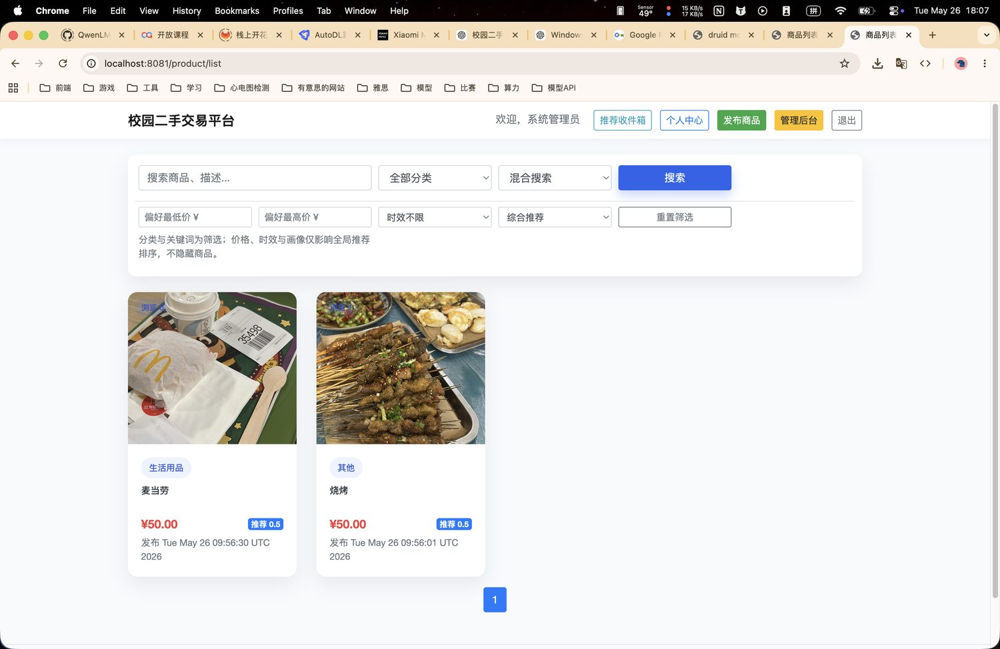 Chrome File Edit View History Bookmarks Profiles Tab Window Help Sensor 49° 15 KB/s 17 KB/s 拼 Tue May 26 18:07
QwenLM 开放课程 栈上开花 AutoDL Xiaomi 校园二手 Window Google druid 商品列表 商品列表
localhost:8081/product/list
前端 游戏 工具 学习 心电图检测 有意思的网站 雅思 模型 比赛 算力 模型API
校园二手交易平台 欢迎，系统管理员 推荐收件箱 个人中心 发布商品 管理后台 退出
搜索商品、描述... 全部分类 混合搜索 搜索
偏好最低价 ¥ 偏好最高价 ¥ 时效不限 综合推荐 重置筛选
分类与关键词为筛选；价格、时效与画像仅影响全局推荐
排序，不隐藏商品。
浏览
35498
生活用品
麦当劳
¥50.00 推荐 0.5
发布 Tue May 26 09:56:30 UTC
2026
其他
烧烤
¥50.00 推荐 0.5
发布 Tue May 26 09:56:01 UTC
2026
1